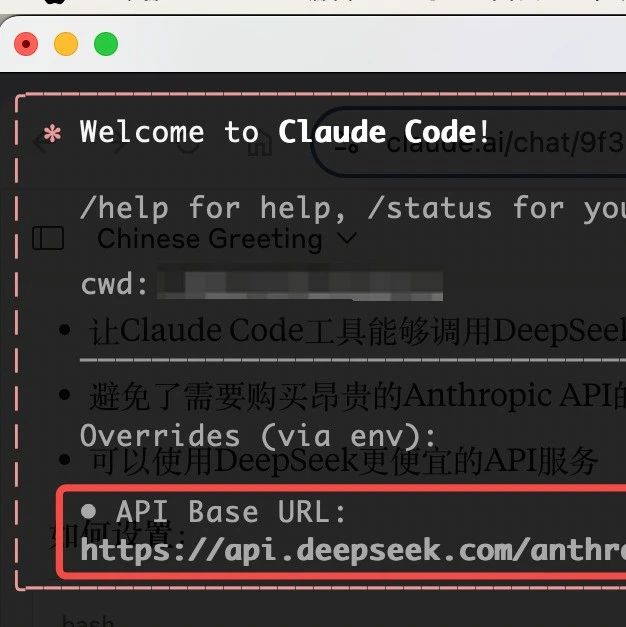 ✻ Welcome to Claude Code!
claude.ai/chat/9f3
/help for help, /status for you
Chinese Greeting
cwd:
• 让Claude Code工具能够调用DeepSeek
• 避免了需要购买昂贵的Anthropic API的
Overrides (via env):
• 可以使用DeepSeek更便宜的API服务
• API Base URL:
如何设置:
https://api.deepseek.com/anthro
bash